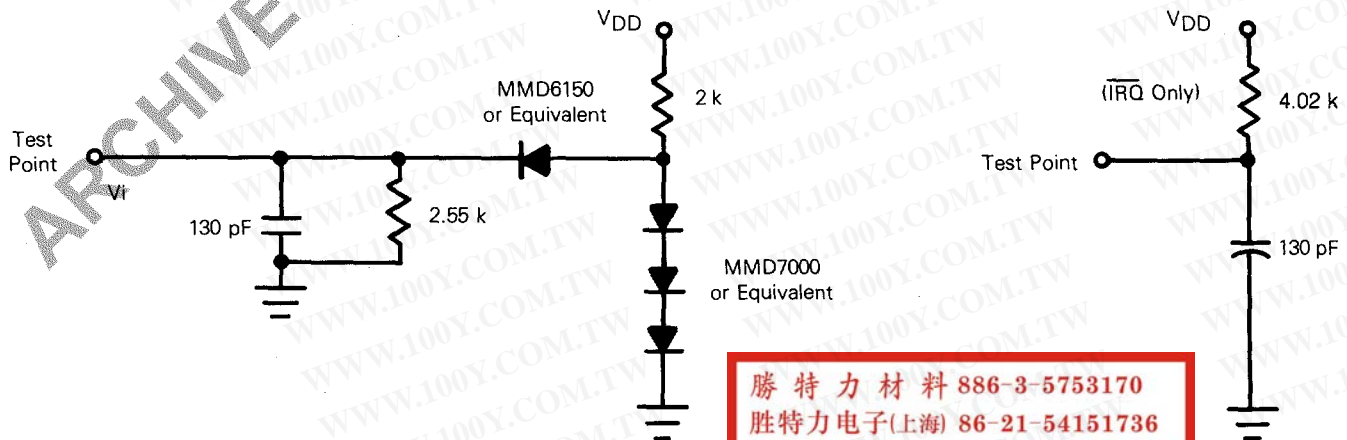 ARCHIVE
VDD
2 k
MMD6150
or Equivalent
Test
Point
Vi
130 pF
2.55 k
MMD7000
or Equivalent
VDD
(IRQ Only)
4.02 k
Test Point
130 pF
勝 特 力 材 料 886-3-5753170
胜特力电子(上海) 86-21-54151736
WWW.100Y.COM.TW